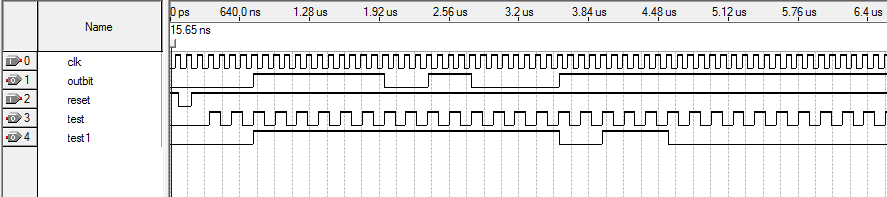 Name
0 ps 640.0 ns 1.28 us 1.92 us 2.56 us 3.2 us 3.84 us 4.48 us 5.12 us 5.76 us 6.4 us
15.65 ns
0 clk
1 outbit
2 reset
3 test
4 test1